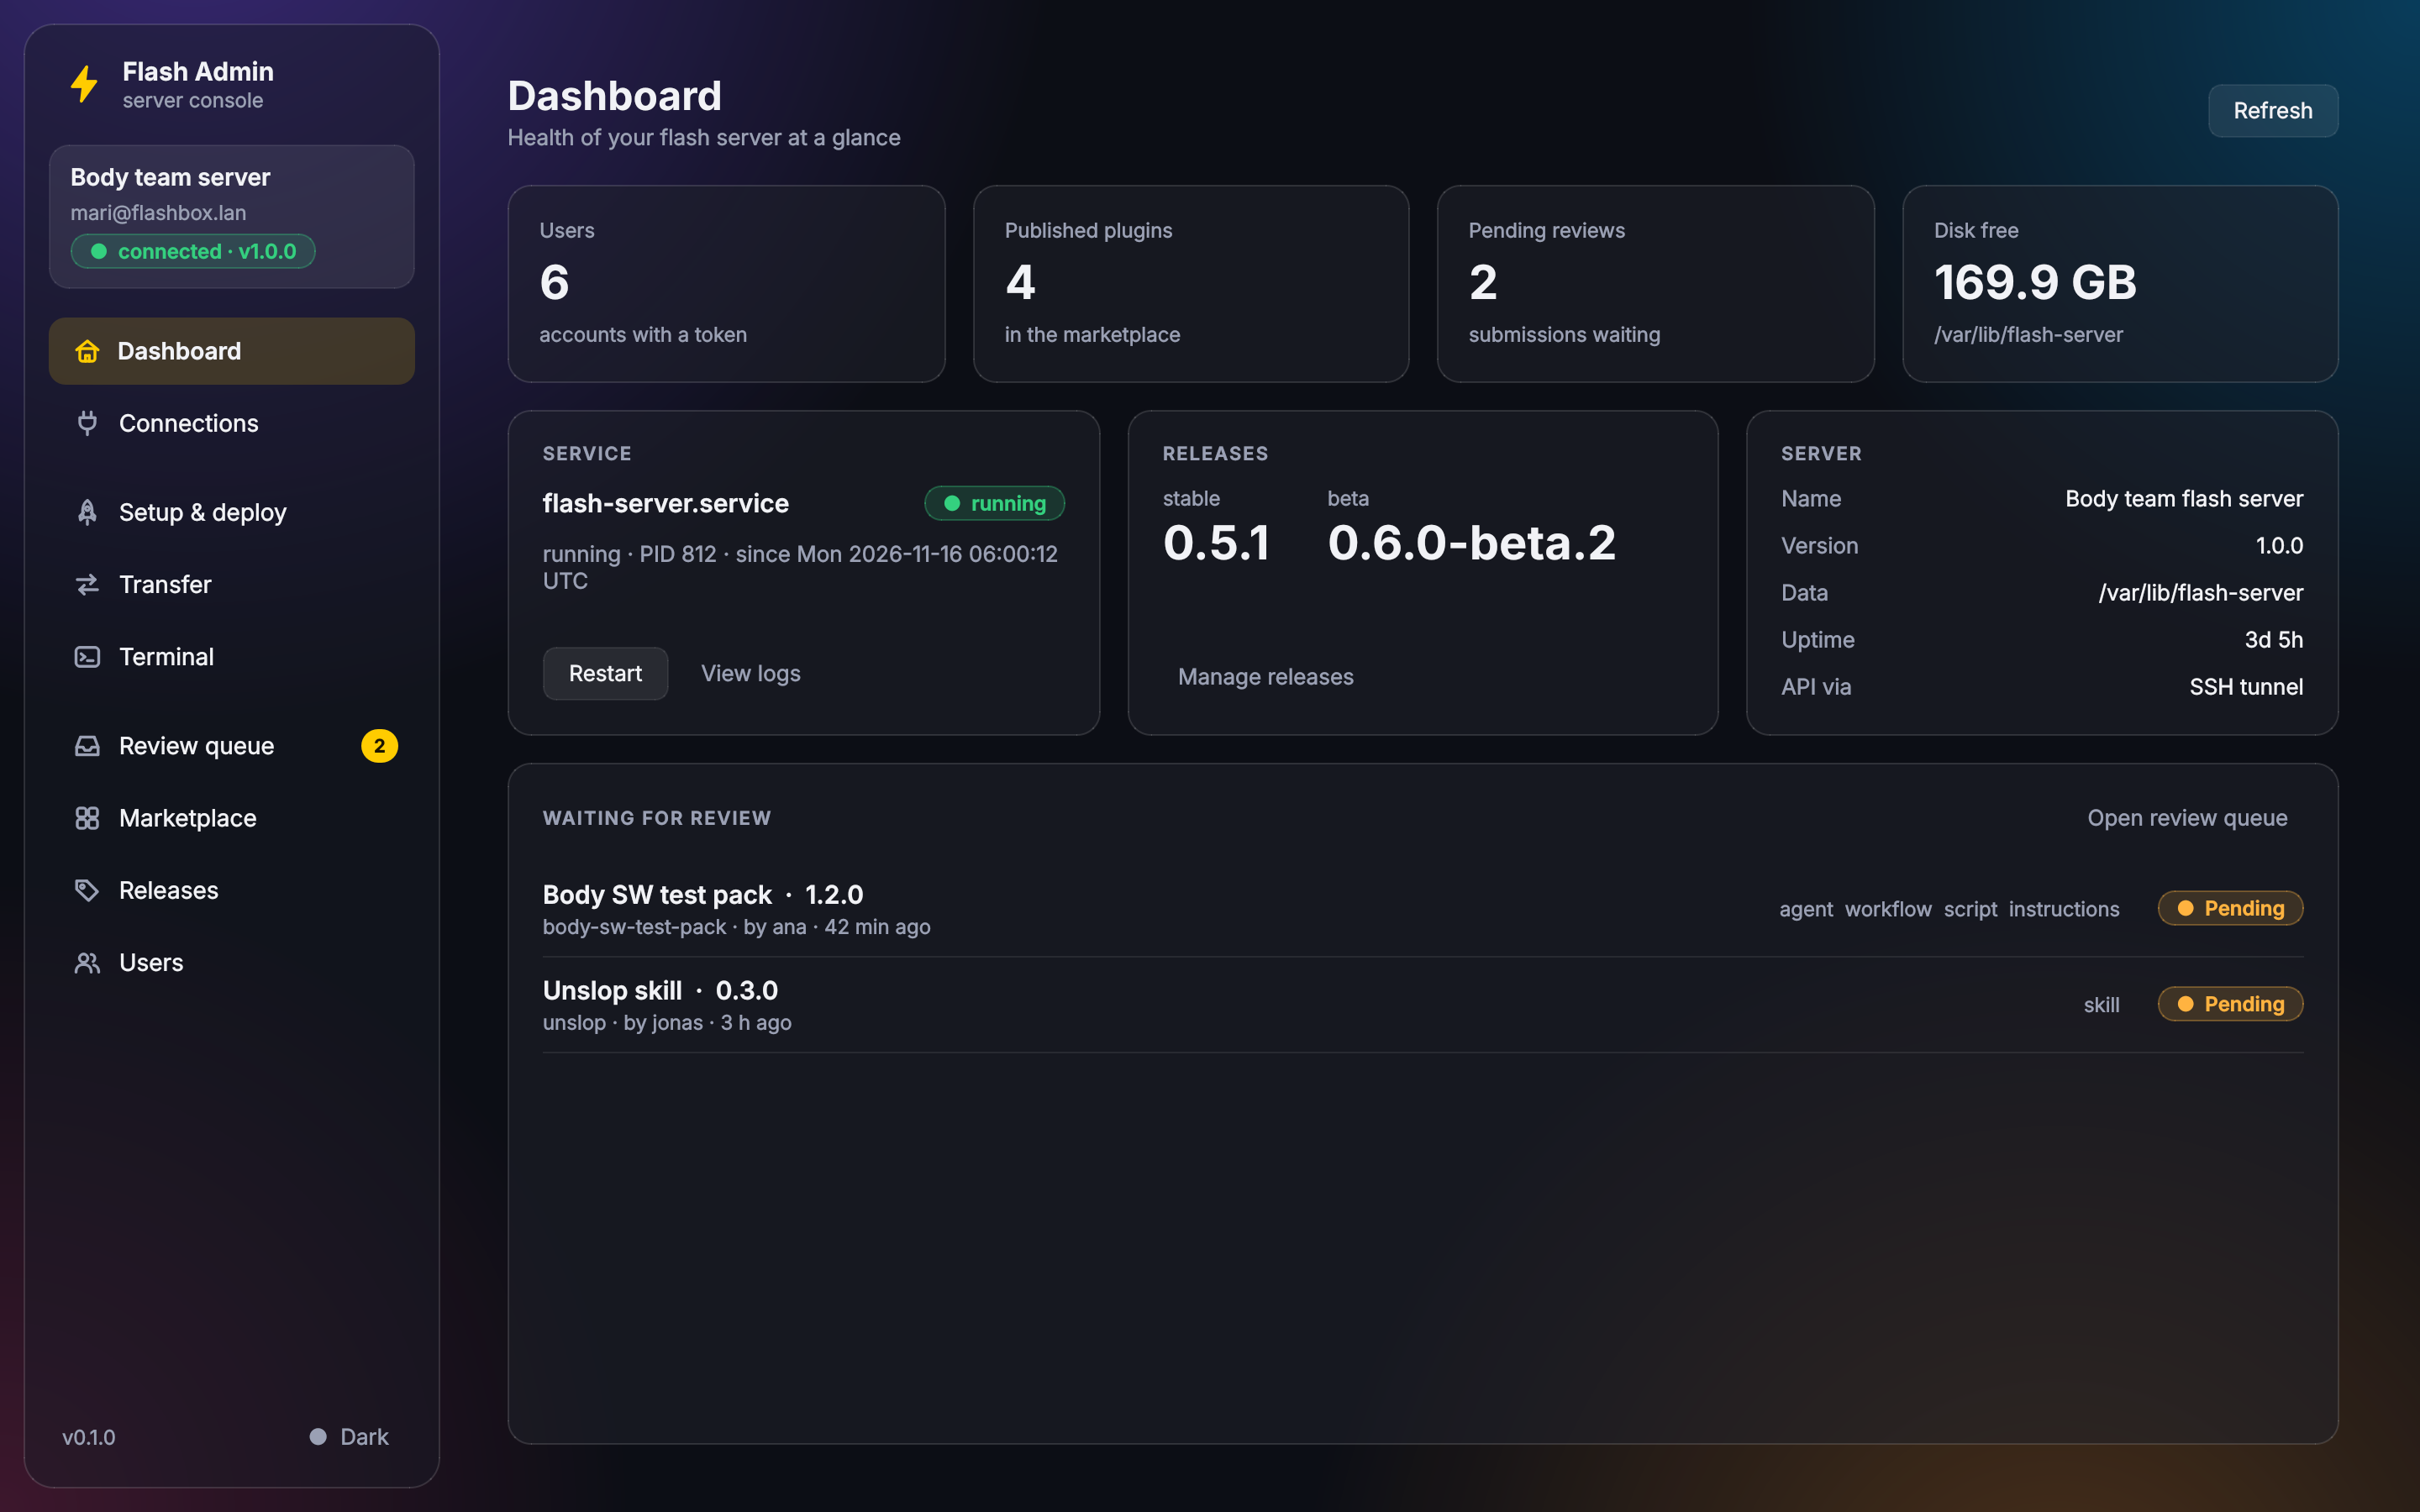 Flash Admin
server console
Body team server
mari@flashbox.lan
connected · v1.0.0
Dashboard
Connections
Setup & deploy
Transfer
Terminal
Review queue 2
Marketplace
Releases
Users
v0.1.0 Dark
Dashboard
Health of your flash server at a glance
Refresh
Users
6
accounts with a token
Published plugins
4
in the marketplace
Pending reviews
2
submissions waiting
Disk free
169.9 GB
/var/lib/flash-server
SERVICE
flash-server.service running
running · PID 812 · since Mon 2026-11-16 06:00:12
UTC
Restart View logs
RELEASES
stable beta
0.5.1 0.6.0-beta.2
Manage releases
SERVER
Name Body team flash server
Version 1.0.0
Data /var/lib/flash-server
Uptime 3d 5h
API via SSH tunnel
WAITING FOR REVIEW Open review queue
Body SW test pack · 1.2.0
body-sw-test-pack · by ana · 42 min ago
agent workflow script instructions Pending
Unslop skill · 0.3.0
unslop · by jonas · 3 h ago
skill Pending